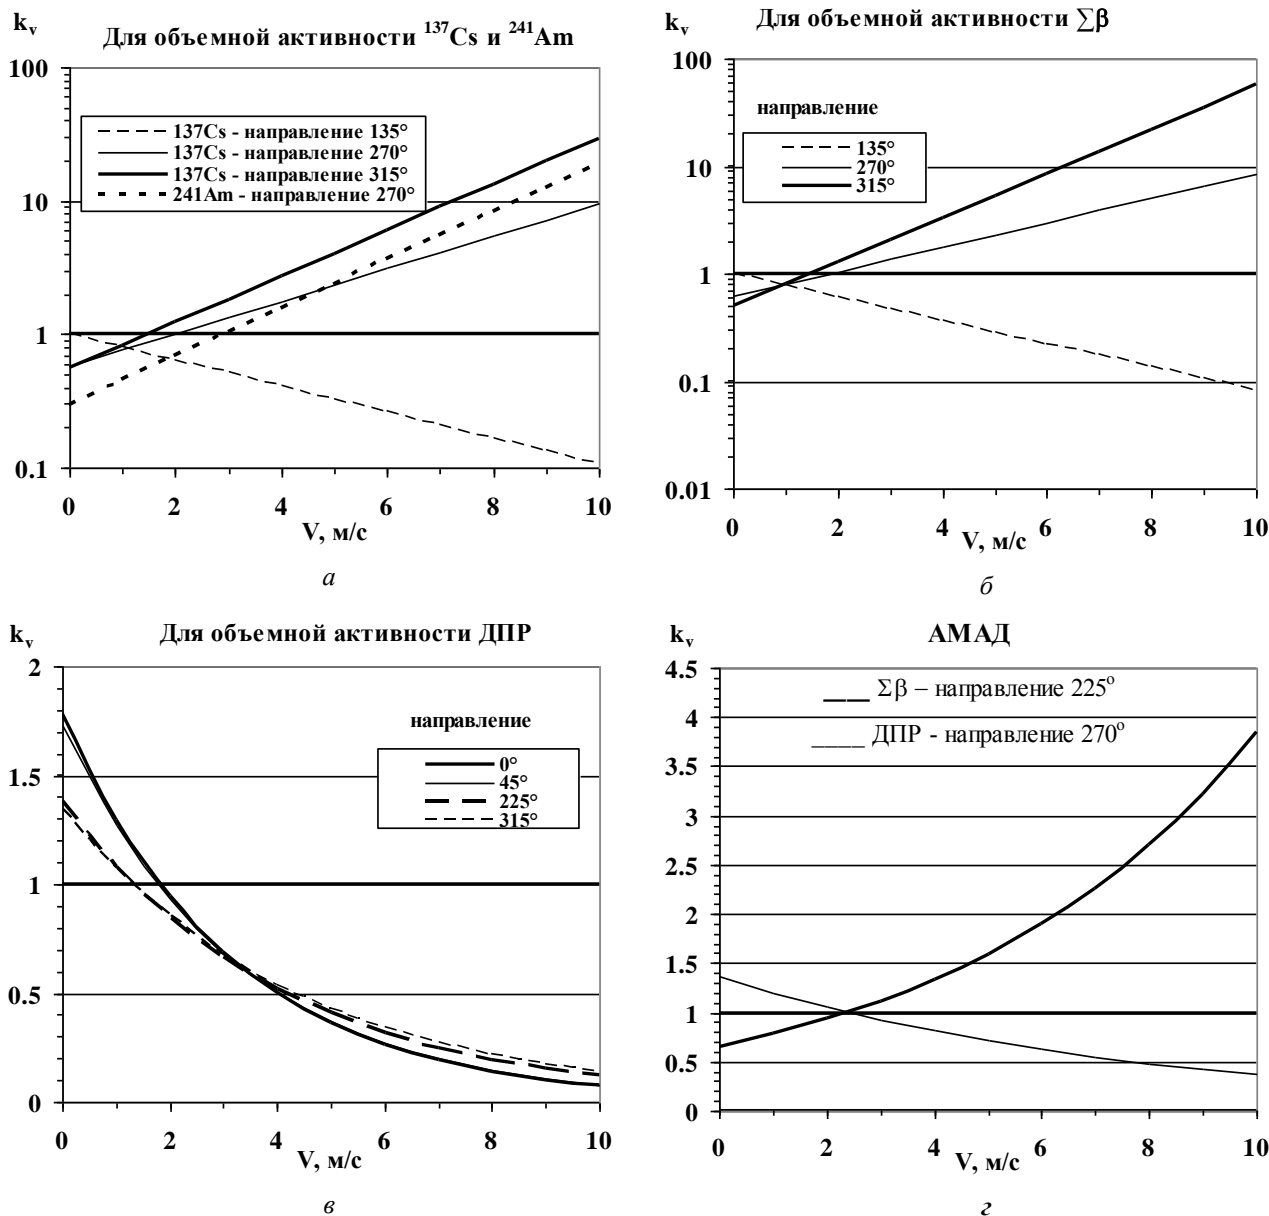 k_v
Для объемной активности ¹³⁷Cs и ²⁴¹Am
100
10
1
0.1
137Cs - направление 135°
137Cs - направление 270°
137Cs - направление 315°
241Am - направление 270°
0 2 4 6 8 10
V, м/с
а
k_v
Для объемной активности ∑β
100
10
1
0.1
0.01
направление
135°
270°
315°
0 2 4 6 8 10
V, м/с
б
k_v
Для объемной активности ДПР
2
1.5
1
0.5
0
направление
0°
45°
225°
315°
0 2 4 6 8 10
V, м/с
в
k_v
АМАД
4.5
4
3.5
3
2.5
2
1.5
1
0.5
0
Σβ – направление 225°
ДПР - направление 270°
0 2 4 6 8 10
V, м/с
г